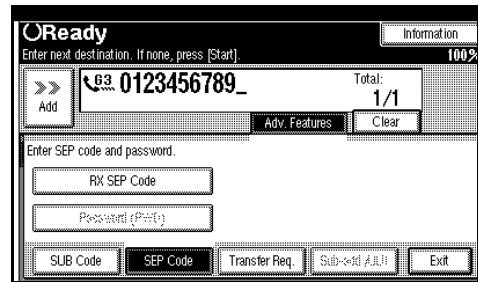 Ready
Information
Enter next destination. If none, press [Start].
100%
>>
Add
G3 0123456789_
Total:
1/1
Adv. Features
Clear
Enter SEP code and password.
RX SEP Code
Password (PWD)
SUB Code
SEP Code
Transfer Req.
Exit